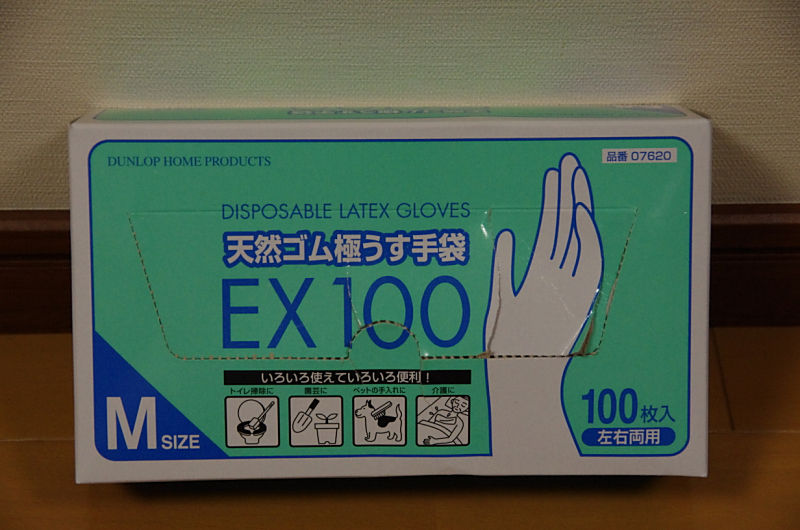 DUNLOP HOME PRODUCTS
品番 07620
DISPOSABLE LATEX GLOVES
天然ゴム極うす手袋
EX100
いろいろ使えていろいろ便利!
トイレ掃除に
園芸に
ペットの手入れに
介護に
M SIZE
100枚入
左右両用